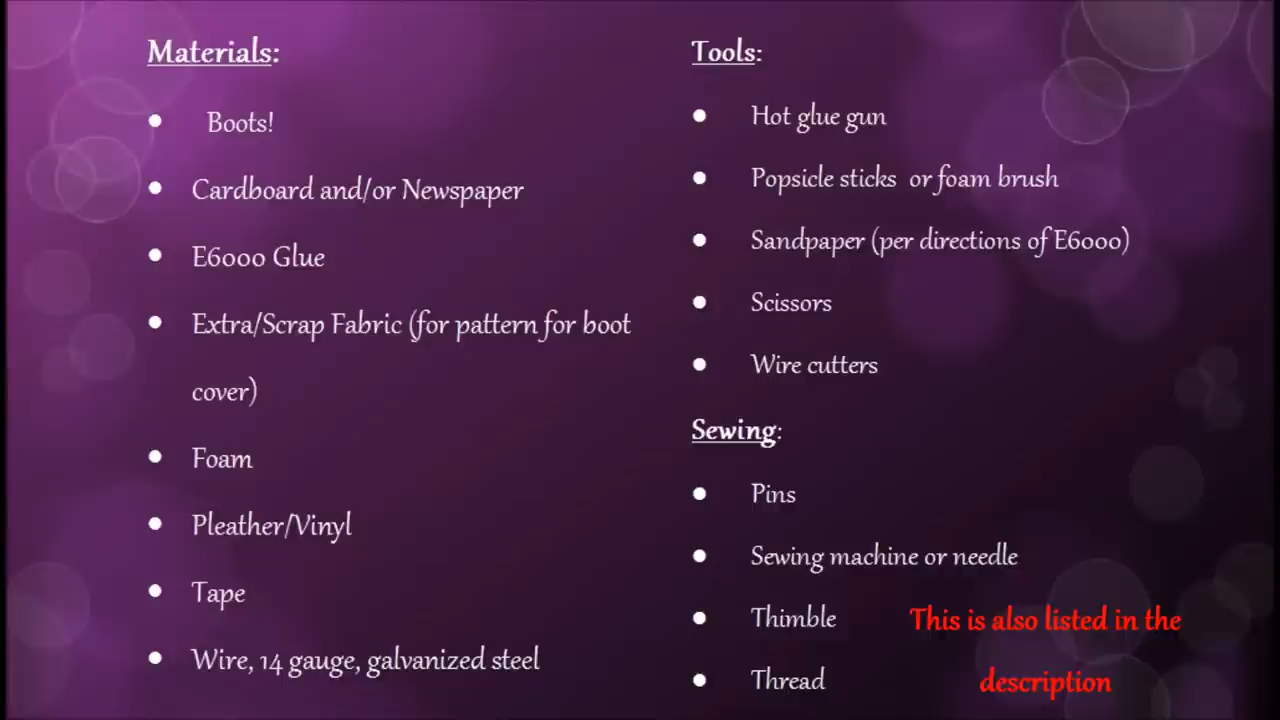 Materials:
• Boots!
• Cardboard and/or Newspaper
• E6000 Glue
• Extra/Scrap Fabric (for pattern for boot
cover)
• Foam
• Pleather/Vinyl
• Tape
• Wire, 14 gauge, galvanized steel
Tools:
• Hot glue gun
• Popsicle sticks or foam brush
• Sandpaper (per directions of E6000)
• Scissors
• Wire cutters
Sewing:
• Pins
• Sewing machine or needle
• Thimble
• Thread
This is also listed in the
description